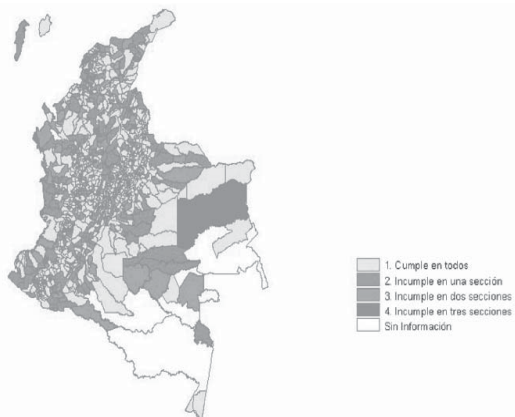 1. Cumple en todos
2. Incumple en una sección
3. Incumple en dos secciones
4. Incumple en tres secciones
Sin Información